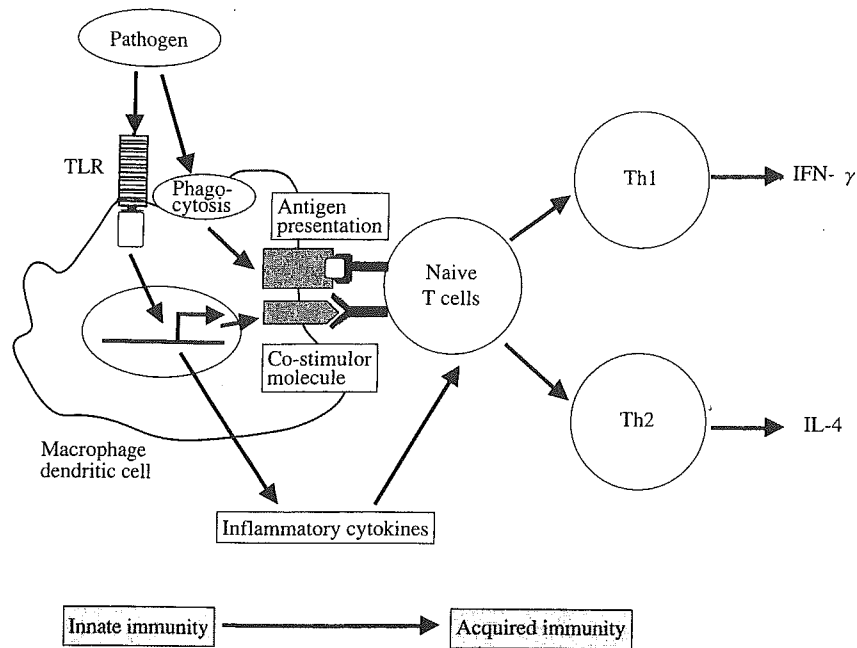 Pathogen
TLR
Phago-
cytosis
Antigen
presentation
Naive
T cells
Th1
IFN- γ
Co-stimulor
molecule
Th2
IL-4
Macrophage
dendritic cell
Inflammatory cytokines
Innate immunity
Acquired immunity